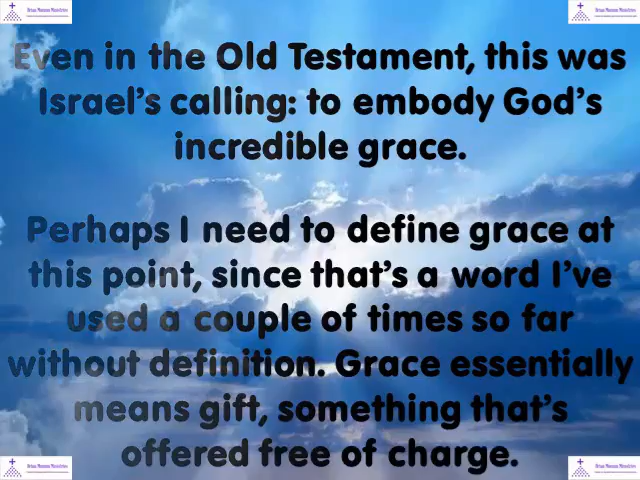 Even in the Old Testament, this was
Israel's calling: to embody God's
incredible grace.
Perhaps I need to define grace at
this point, since that's a word I've
used a couple of times so far
without definition. Grace essentially
means gift, something that's
offered free of charge.